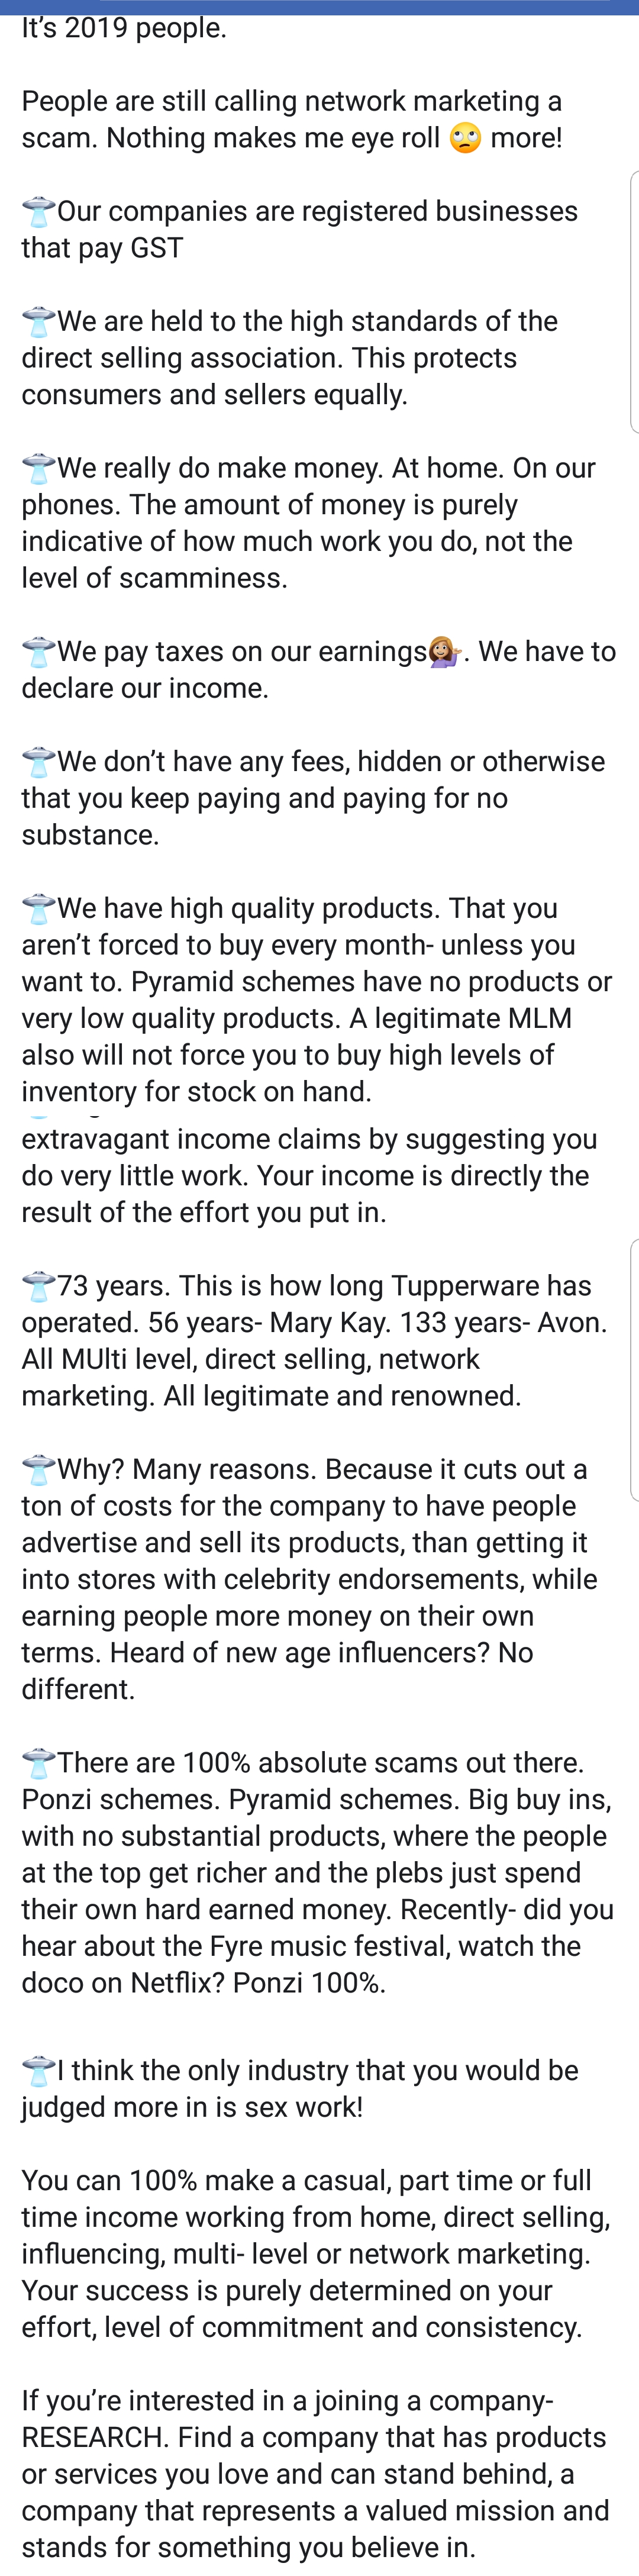 It's 2019 people.
People are still calling network marketing a
scam. Nothing makes me eye roll 🙄 more!
🛸Our companies are registered businesses
that pay GST
🛸We are held to the high standards of the
direct selling association. This protects
consumers and sellers equally.
🛸We really do make money. At home. On our
phones. The amount of money is purely
indicative of how much work you do, not the
level of scamminess.
🛸We pay taxes on our earnings💁🏼‍♀️. We have to
declare our income.
🛸We don't have any fees, hidden or otherwise
that you keep paying and paying for no
substance.
🛸We have high quality products. That you
aren't forced to buy every month- unless you
want to. Pyramid schemes have no products or
very low quality products. A legitimate MLM
also will not force you to buy high levels of
inventory for stock on hand.
extravagant income claims by suggesting you
do very little work. Your income is directly the
result of the effort you put in.
🛸73 years. This is how long Tupperware has
operated. 56 years- Mary Kay. 133 years- Avon.
All MUlti level, direct selling, network
marketing. All legitimate and renowned.
🛸Why? Many reasons. Because it cuts out a
ton of costs for the company to have people
advertise and sell its products, than getting it
into stores with celebrity endorsements, while
earning people more money on their own
terms. Heard of new age influencers? No
different.
🛸There are 100% absolute scams out there.
Ponzi schemes. Pyramid schemes. Big buy ins,
with no substantial products, where the people
at the top get richer and the plebs just spend
their own hard earned money. Recently- did you
hear about the Fyre music festival, watch the
doco on Netflix? Ponzi 100%.
🛸I think the only industry that you would be
judged more in is sex work!
You can 100% make a casual, part time or full
time income working from home, direct selling,
influencing, multi- level or network marketing.
Your success is purely determined on your
effort, level of commitment and consistency.
If you're interested in a joining a company-
RESEARCH. Find a company that has products
or services you love and can stand behind, a
company that represents a valued mission and
stands for something you believe in.